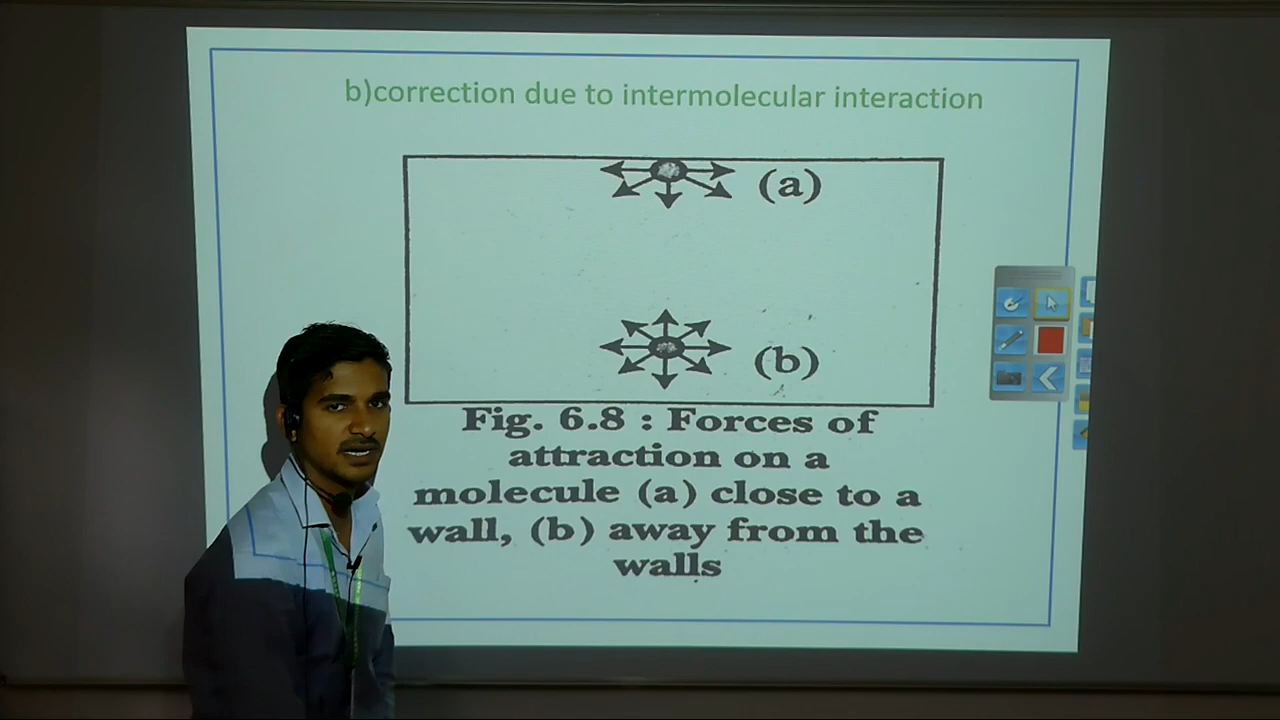 b)correction due to intermolecular interaction
(a)
(b)
Fig. 6.8 : Forces of
attraction on a
molecule (a) close to a
wall, (b) away from the
walls